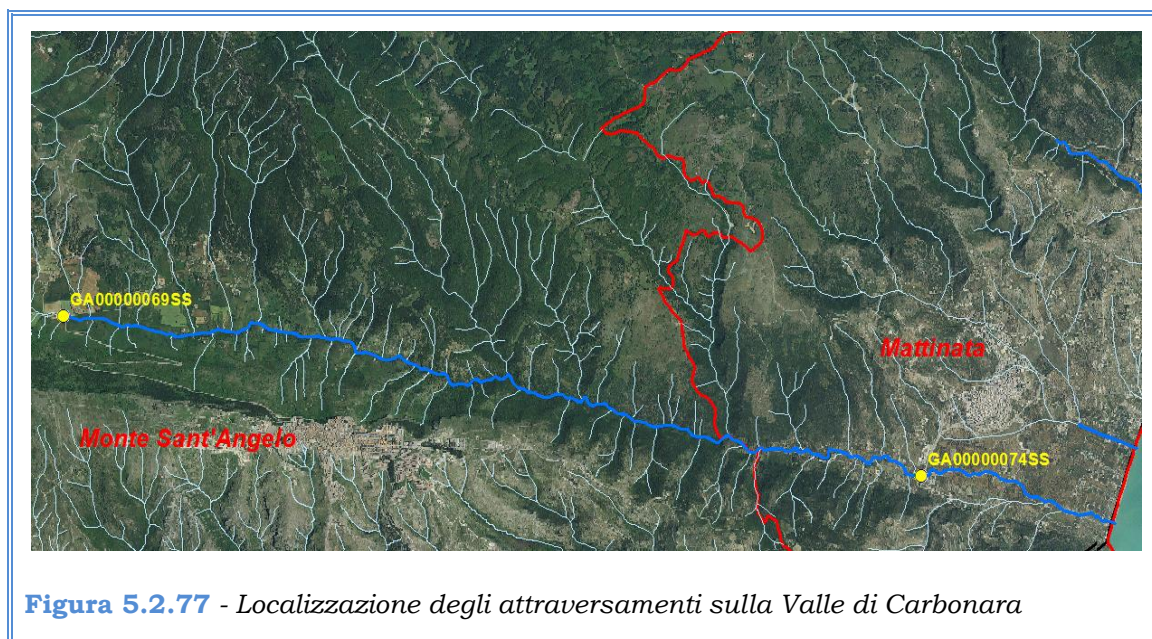 GA00000069SS
Mattinata
Monte Sant'Angelo
GA00000074SS
Figura 5.2.77 - Localizzazione degli attraversamenti sulla Valle di Carbonara